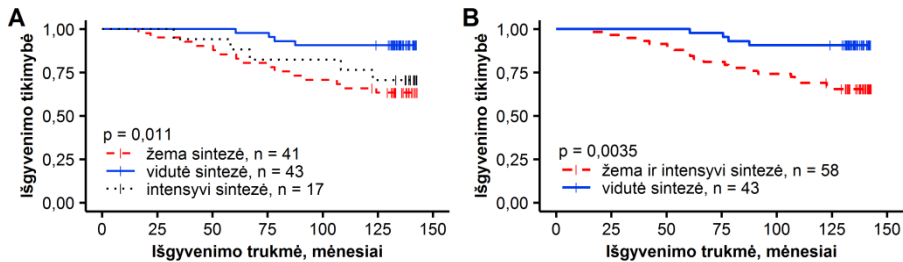 A
Išgyvenimo tikimybė
1,00
0,75
0,50
0,25
0,00
p = 0,011
žema sintezė, n = 41
vidutė sintezė, n = 43
intensyvi sintezė, n = 17
0 25 50 75 100 125 150
Išgyvenimo trukmė, mėnesiai
B
Išgyvenimo tikimybė
1,00
0,75
0,50
0,25
0,00
p = 0,0035
žema ir intensyvi sintezė, n = 58
vidutė sintezė, n = 43
0 25 50 75 100 125 150
Išgyvenimo trukmė, mėnesiai